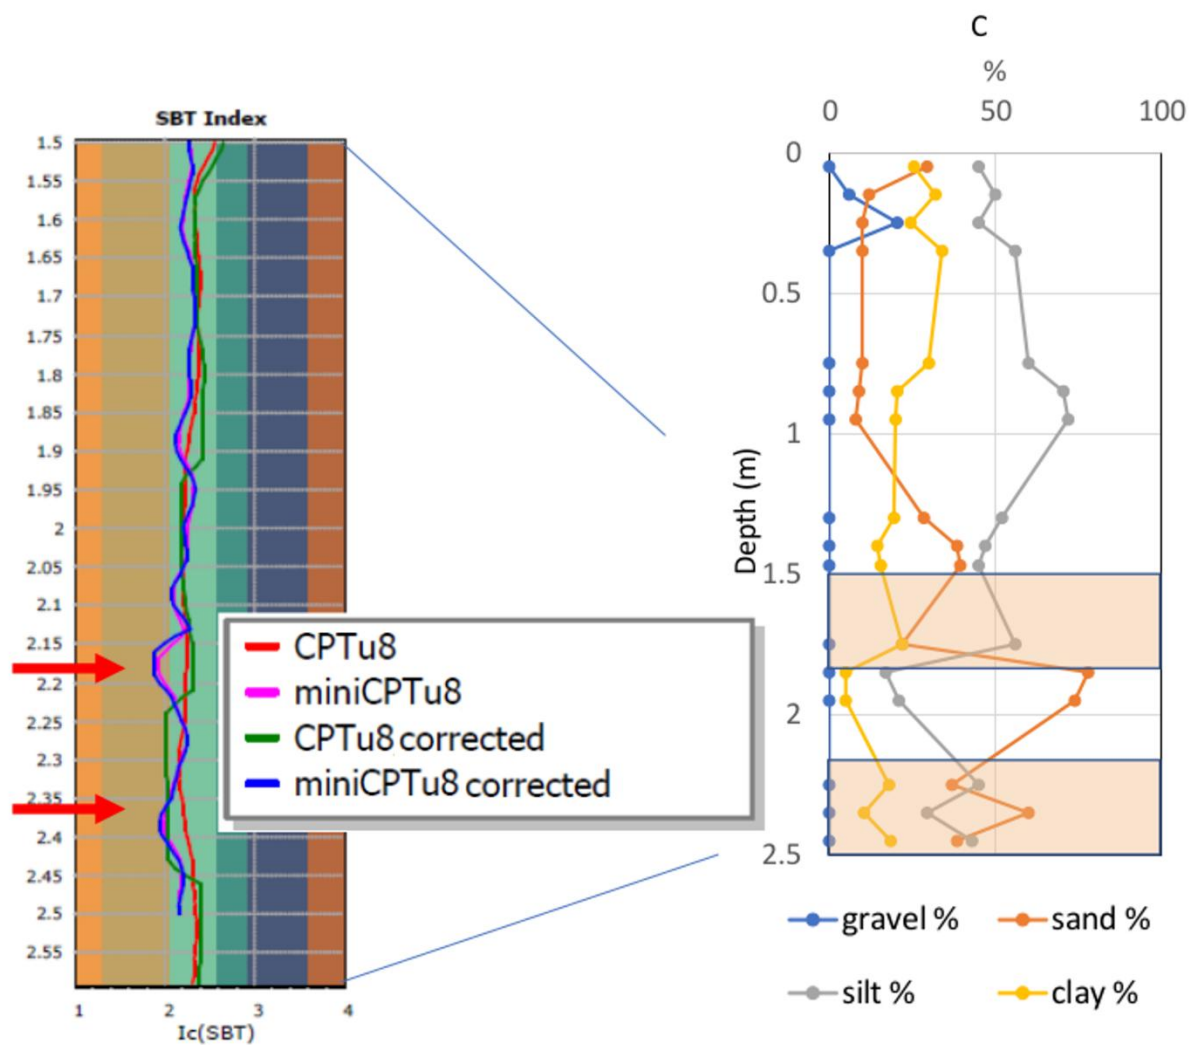 SBT Index
1.5
1.55
1.6
1.65
1.7
1.75
1.8
1.85
1.9
1.95
2
2.05
2.1
2.15
2.2
2.25
2.3
2.35
2.4
2.45
2.5
2.55
1 2 3 4
Ic(SBT)
CPTu8
miniCPTu8
CPTu8 corrected
miniCPTu8 corrected
C
%
0 50 100
0
0.5
1
1.5
2
2.5
Depth (m)
gravel % sand %
silt % clay %